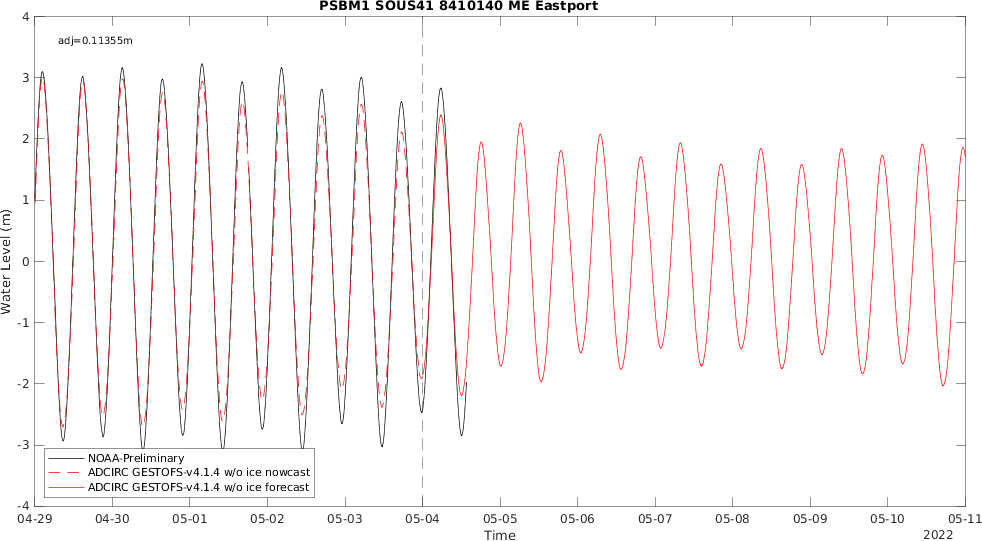 PSBM1 SOUS41 8410140 ME Eastport
adj=0.11355m
Water Level (m)
4
3
2
1
0
-1
-2
-3
-4
NOAA-Preliminary
ADCIRC GESTOFS-v4.1.4 w/o ice nowcast
ADCIRC GESTOFS-v4.1.4 w/o ice forecast
04-29 04-30 05-01 05-02 05-03 05-04 05-05 05-06 05-07 05-08 05-09 05-10 05-11
Time
2022